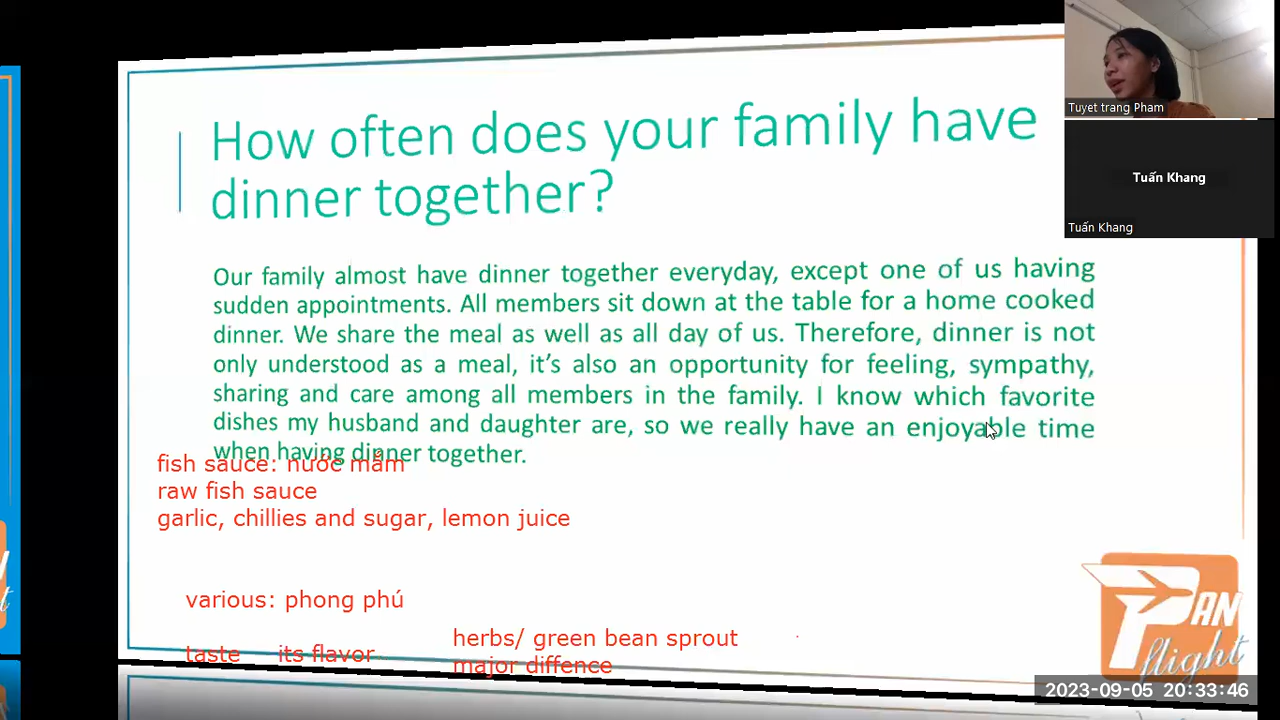 How often does your family have
dinner together?
Our family almost have dinner together everyday, except one of us having
sudden appointments. All members sit down at the table for a home cooked
dinner. We share the meal as well as all day of us. Therefore, dinner is not
only understood as a meal, it's also an opportunity for feeling, sympathy,
sharing and care among all members in the family. I know which favorite
dishes my husband and daughter are, so we really have an enjoyable time
when having dinner together.
fish sauce: nước mắm
raw fish sauce
garlic, chillies and sugar, lemon juice
various: phong phú
taste its flavor
herbs/ green bean sprout
major diffence
Tuyet trang Pham
Tuấn Khang
Tuấn Khang
PAN
flight
2023-09-05 20:33:46